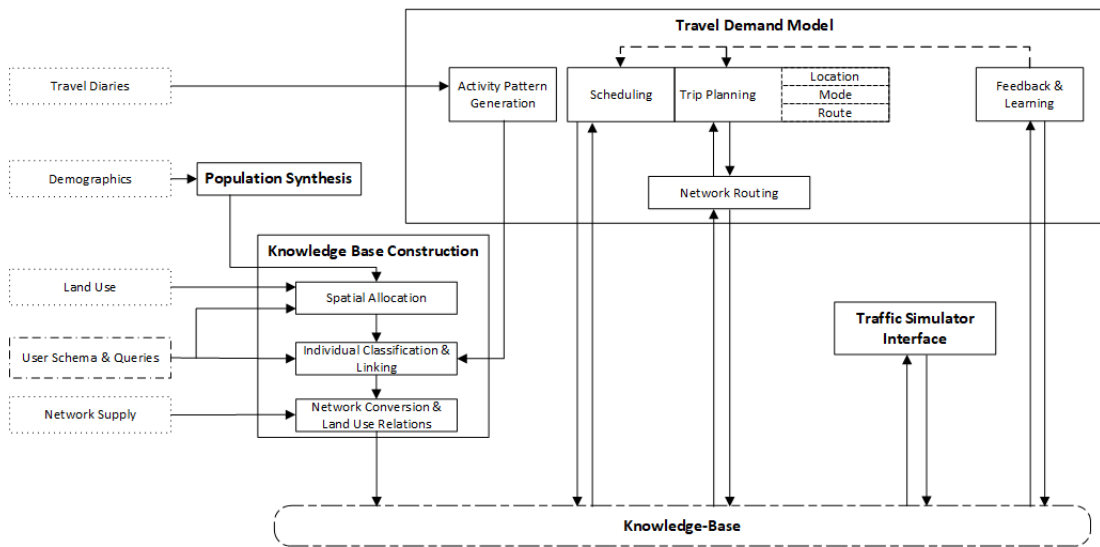 Travel Demand Model
Travel Diaries
Activity Pattern
Generation
Scheduling
Trip Planning
Location
Mode
Route
Feedback &
Learning
Demographics
Population Synthesis
Network Routing
Knowledge Base Construction
Land Use
Spatial Allocation
Traffic Simulator
Interface
User Schema & Queries
Individual Classification &
Linking
Network Supply
Network Conversion &
Land Use Relations
Knowledge-Base